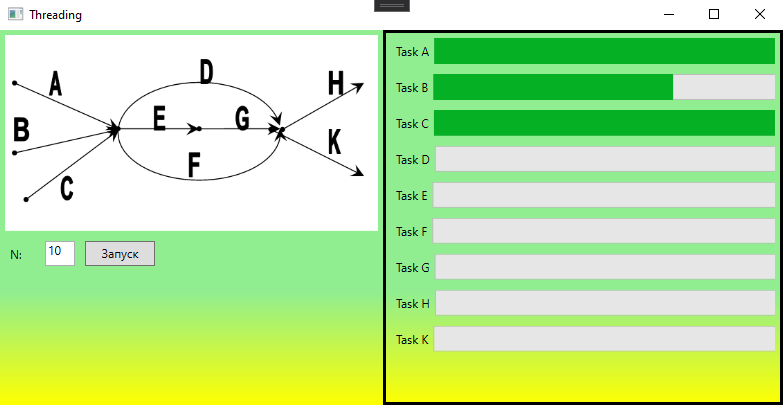 Threading
A
B
C
D
E
G
F
H
K
N:
10
Запуск
Task A
Task B
Task C
Task D
Task E
Task F
Task G
Task H
Task K